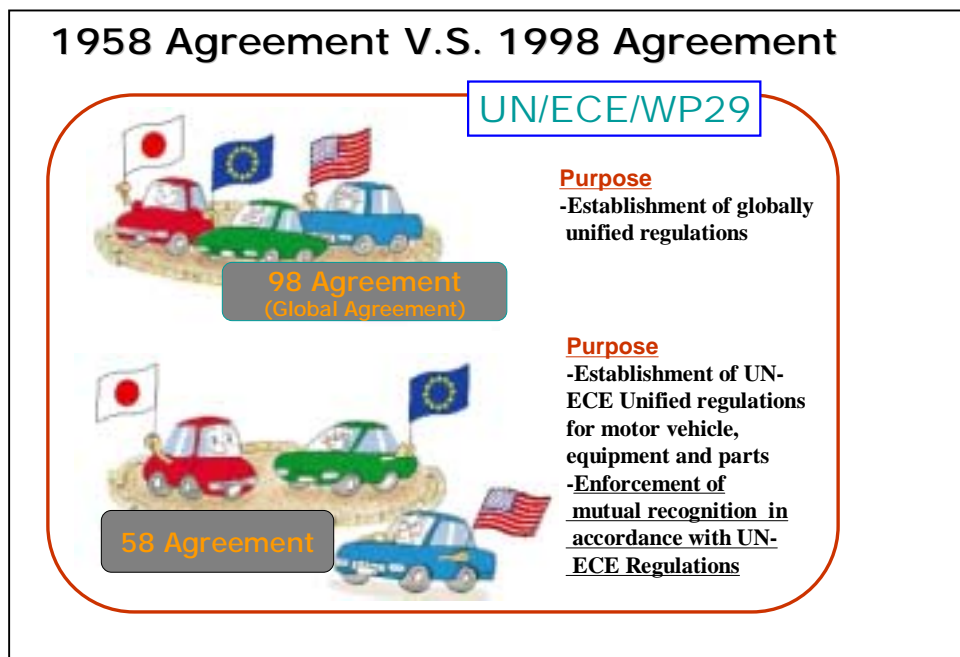 1958 Agreement V.S. 1998 Agreement
UN/ECE/WP29
Purpose
-Establishment of globally
unified regulations
98 Agreement
(Global Agreement)
Purpose
-Establishment of UN-
ECE Unified regulations
for motor vehicle,
equipment and parts
-Enforcement of
mutual recognition in
accordance with UN-
ECE Regulations
58 Agreement